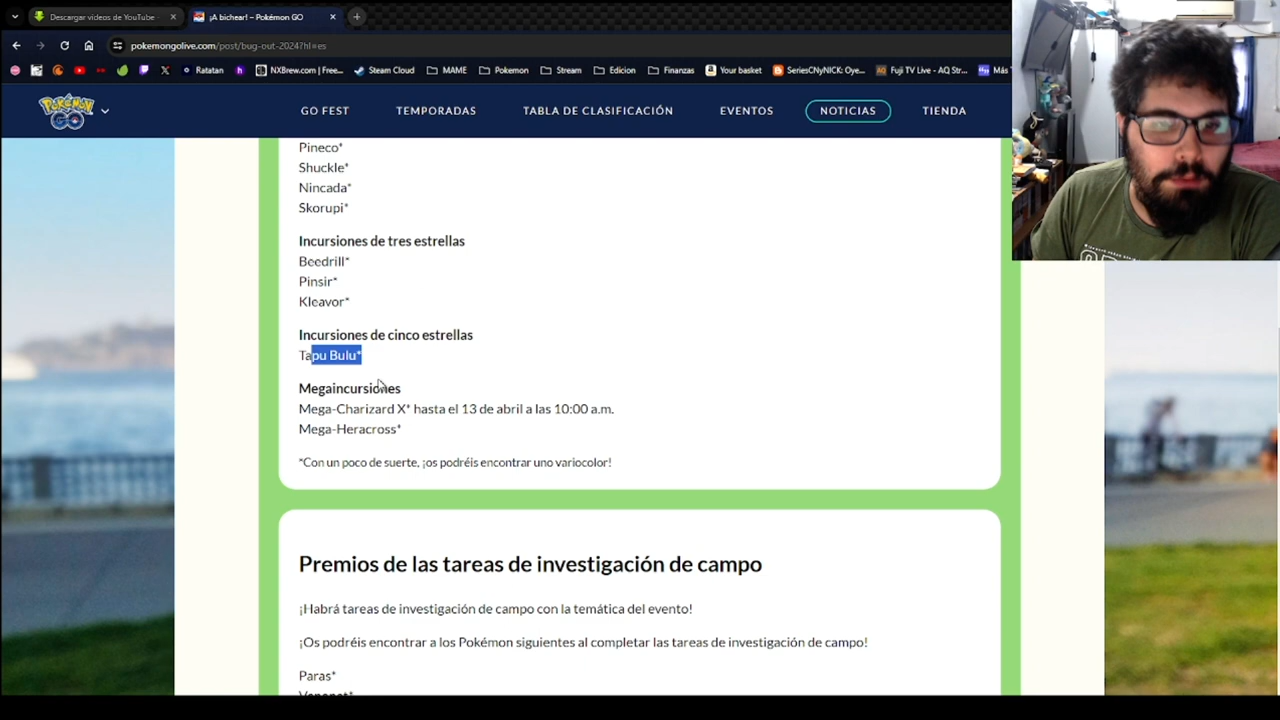 Descargar videos de YouTube -
¡A bichear! – Pokémon GO
pokemongolive.com/post/bug-out-2024?hl=es
Ratatan
NXBrew.com | Free...
Steam Cloud
MAME
Pokemon
Stream
Edicion
Finanzas
Your basket
SeriesCNyNICK: Oye...
Fuji TV Live - AQ Str...
Más T
POKÉMON GO
GO FEST
TEMPORADAS
TABLA DE CLASIFICACIÓN
EVENTOS
NOTICIAS
TIENDA
Pineco*
Shuckle*
Nincada*
Skorupi*
Incursiones de tres estrellas
Beedrill*
Pinsir*
Kleavor*
Incursiones de cinco estrellas
Tapu Bulu*
Megaincursiones
Mega-Charizard X* hasta el 13 de abril a las 10:00 a.m.
Mega-Heracross*
*Con un poco de suerte, ¡os podréis encontrar uno variocolor!
Premios de las tareas de investigación de campo
¡Habrá tareas de investigación de campo con la temática del evento!
¡Os podréis encontrar a los Pokémon siguientes al completar las tareas de investigación de campo!
Paras*
Venonat*